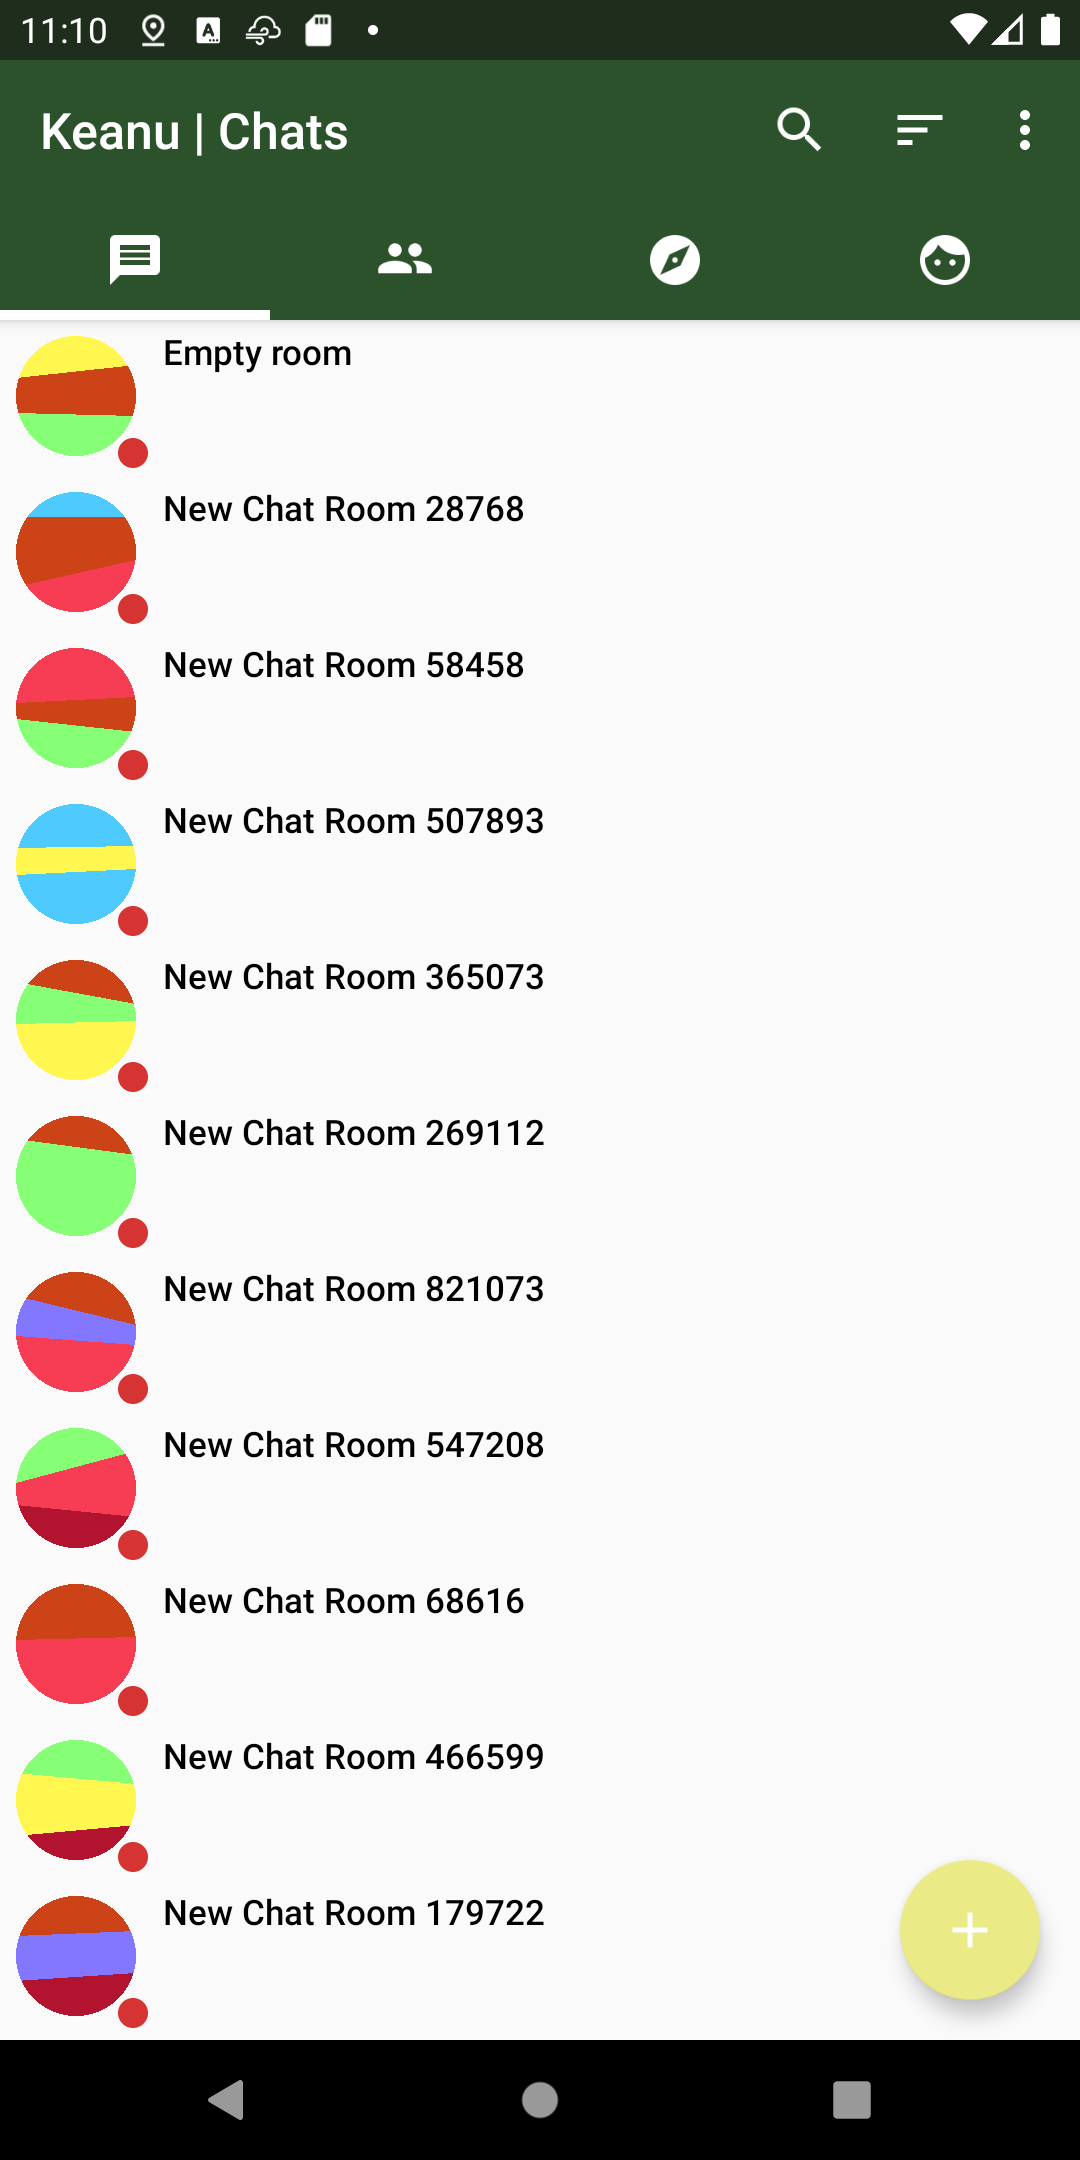 11:10
Keanu | Chats
Empty room
New Chat Room 28768
New Chat Room 58458
New Chat Room 507893
New Chat Room 365073
New Chat Room 269112
New Chat Room 821073
New Chat Room 547208
New Chat Room 68616
New Chat Room 466599
New Chat Room 179722